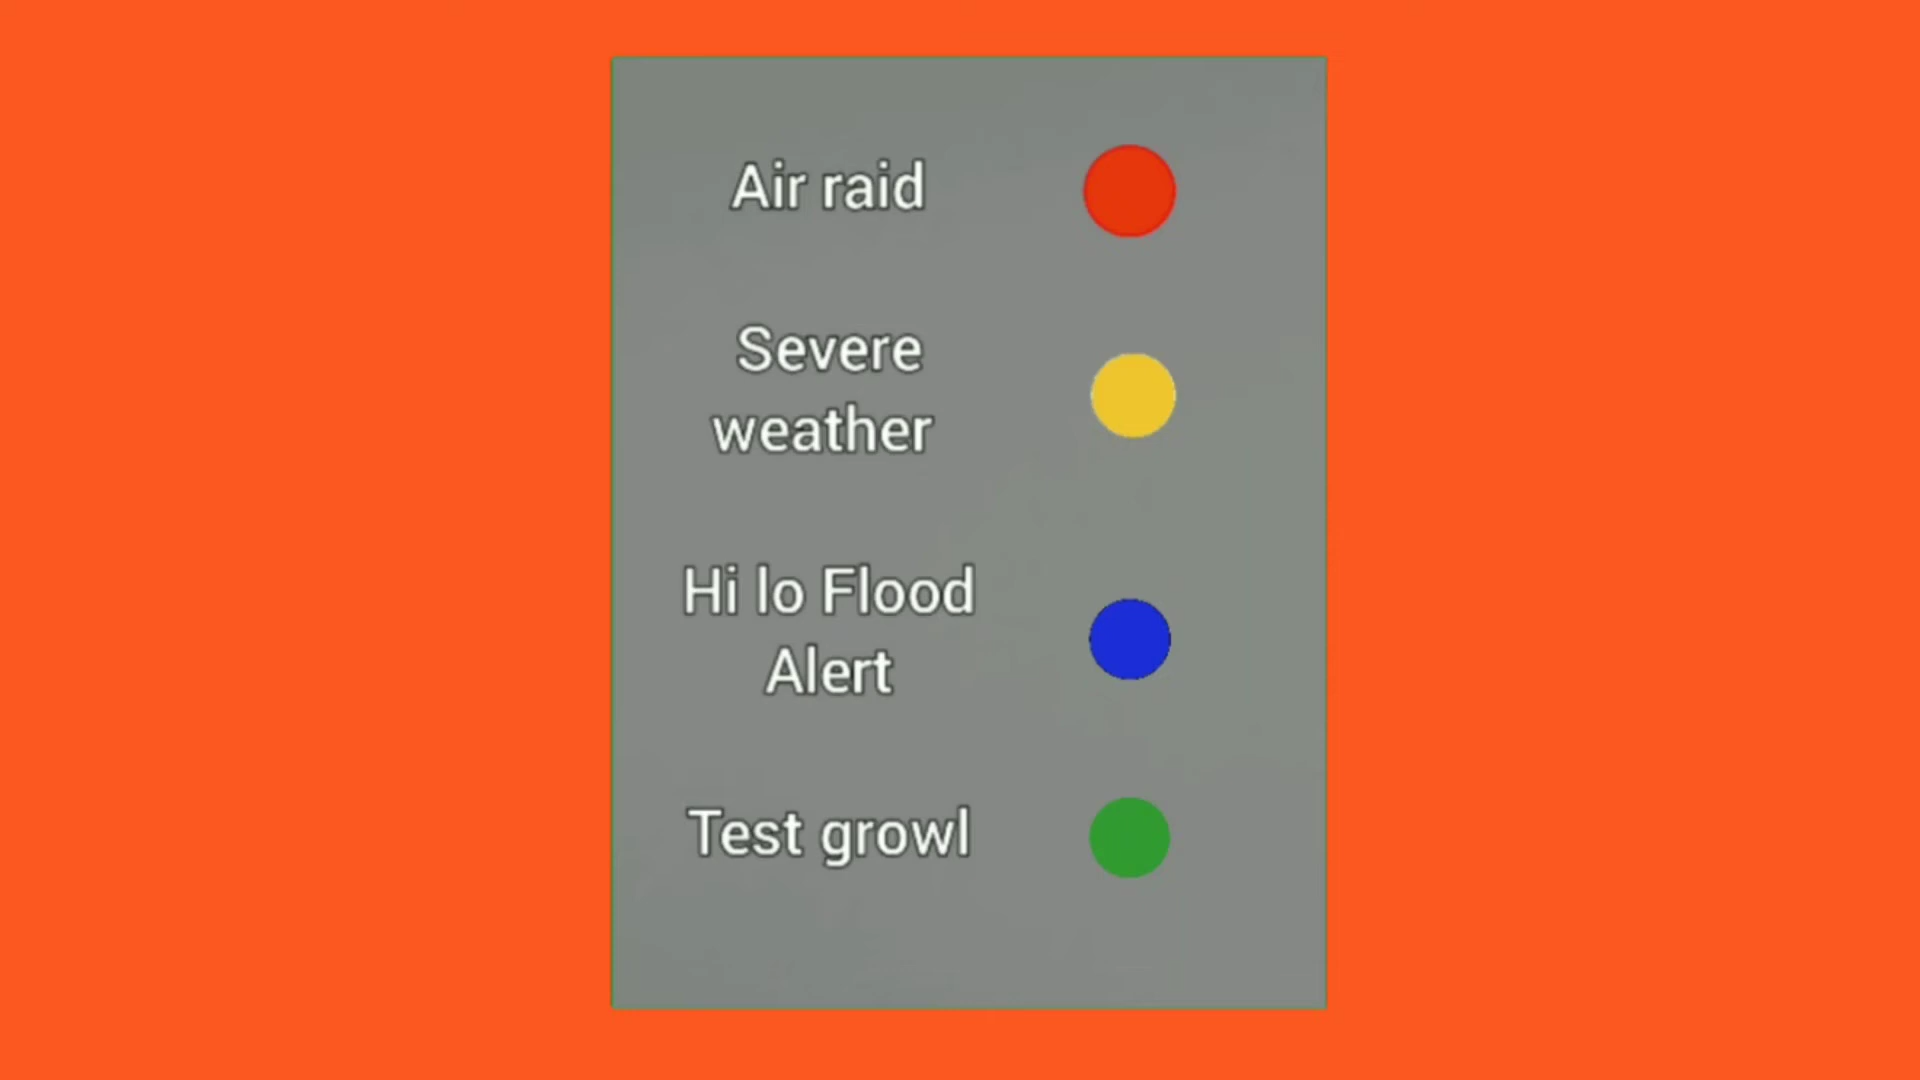 Air raid
Severe
weather
Hi lo Flood
Alert
Test growl